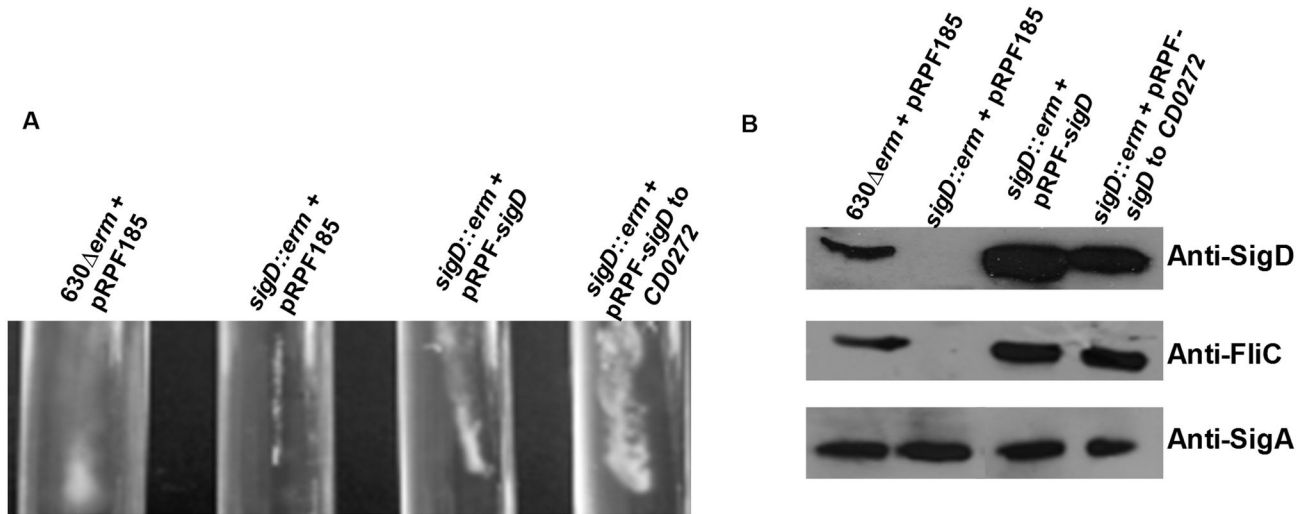 A
630Δerm +
pRPF185
sigD::erm +
pRPF185
sigD::erm +
pRPF-sigD
sigD::erm +
pRPF-sigD to
CD0272
B
630Δerm + pRPF185
sigD::erm + pRPF185
sigD::erm +
pRPF-sigD
sigD::erm + pRPF-
sigD to CD0272
Anti-SigD
Anti-FliC
Anti-SigA